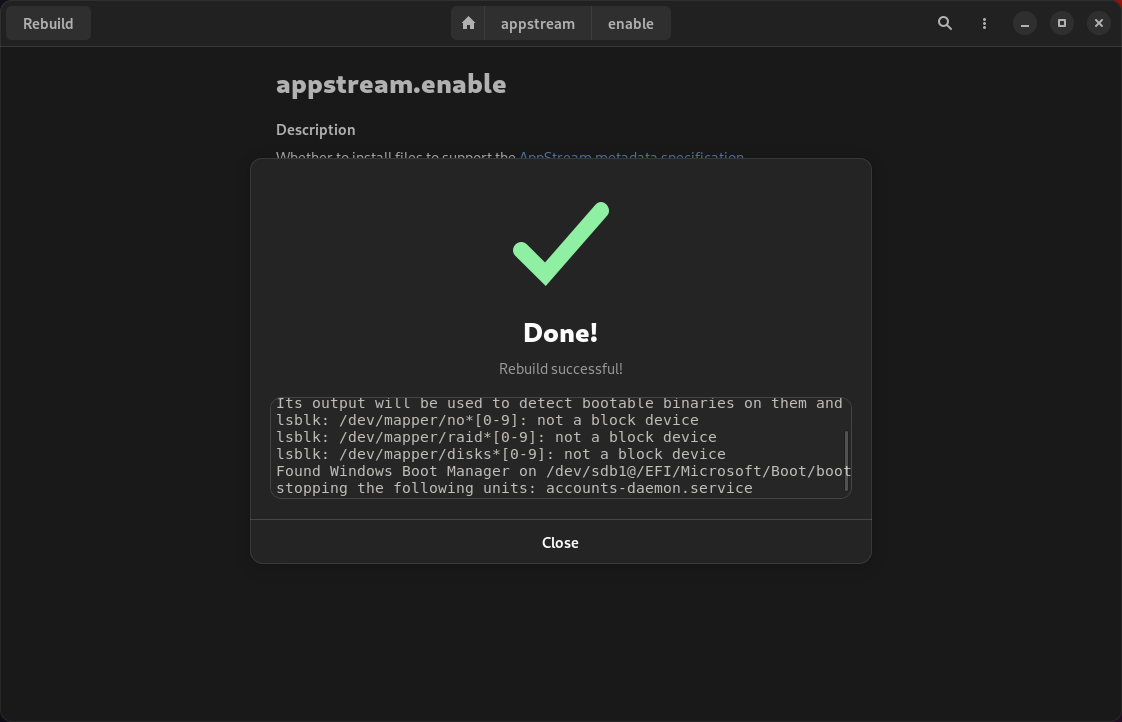 Rebuild
appstream
enable
appstream.enable
Description
Whether to install files to support the AppStream metadata specification
Done!
Rebuild successful!
Its output will be used to detect bootable binaries on them and
lsblk: /dev/mapper/no*[0-9]: not a block device
lsblk: /dev/mapper/raid*[0-9]: not a block device
lsblk: /dev/mapper/disks*[0-9]: not a block device
Found Windows Boot Manager on /dev/sdb1@/EFI/Microsoft/Boot/boot
stopping the following units: accounts-daemon.service
Close